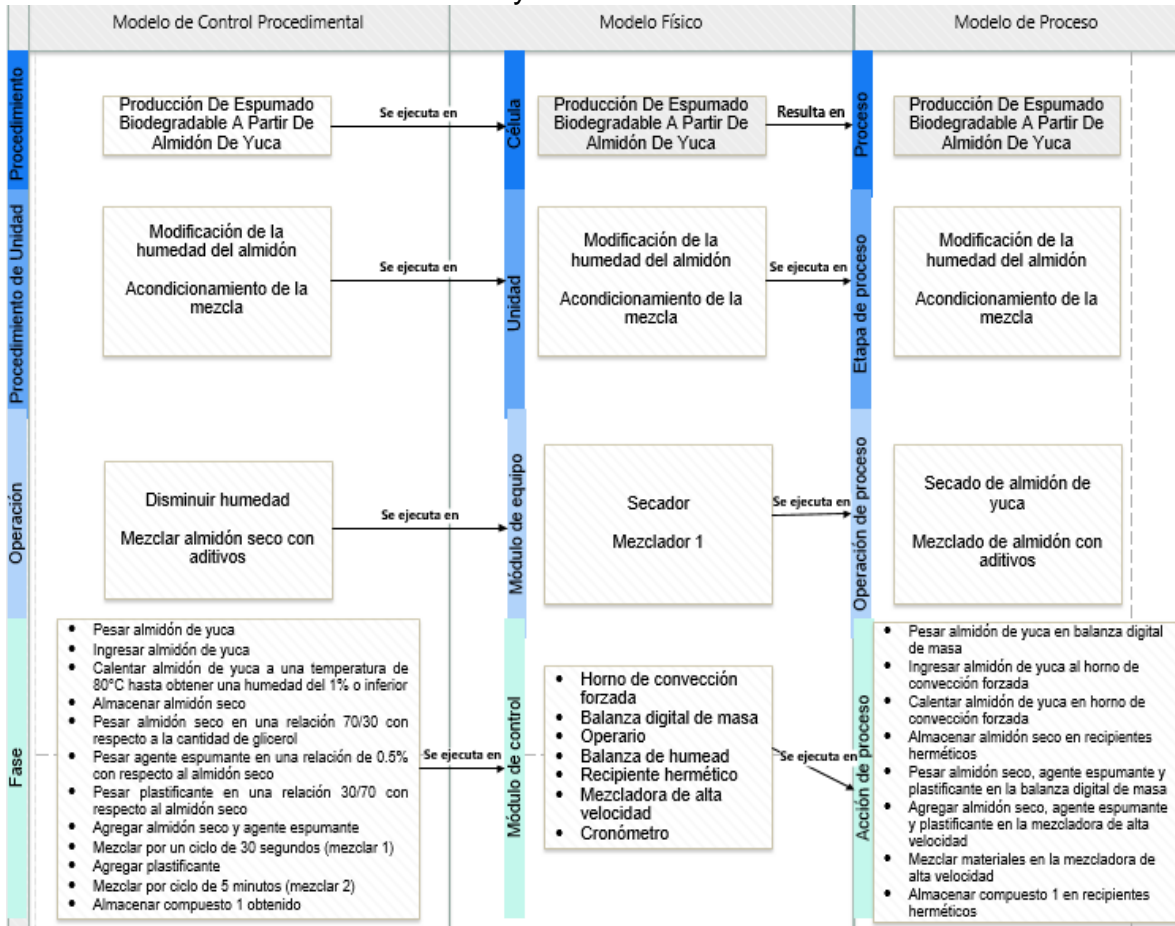 Modelo de Control Procedimental
Modelo Físico
Modelo de Proceso
Procedimiento
Producción De Espumado
Biodegradable A Partir De
Almidón De Yuca
Se ejecuta en
Célula
Producción De Espumado
Biodegradable A Partir De
Almidón De Yuca
Resulta en
Proceso
Producción De Espumado
Biodegradable A Partir De
Almidón De Yuca
Procedimiento de Unidad
Modificación de la
humedad del almidón
Acondicionamiento de la
mezcla
Se ejecuta en
Unidad
Modificación de la
humedad del almidón
Acondicionamiento de la
mezcla
Se ejecuta en
Etapa de proceso
Modificación de la
humedad del almidón
Acondicionamiento de la
mezcla
Operación
Disminuir humedad
Mezclar almidón seco con
aditivos
Se ejecuta en
Módulo de equipo
Secador
Mezclador 1
Se ejecuta en
Operación de proceso
Secado de almidón de
yuca
Mezclado de almidón con
aditivos
Fase
• Pesar almidón de yuca
• Ingresar almidón de yuca
• Calentar almidón de yuca a una temperatura de
80°C hasta obtener una humedad del 1% o inferior
• Almacenar almidón seco
• Pesar almidón seco en una relación 70/30 con
respecto a la cantidad de glicerol
• Pesar agente espumante en una relación de 0.5%
con respecto al almidón seco
• Pesar plastificante en una relación 30/70 con
respecto al almidón seco
• Agregar almidón seco y agente espumante
• Mezclar por un ciclo de 30 segundos (mezclar 1)
• Agregar plastificante
• Mezclar por ciclo de 5 minutos (mezclar 2)
• Almacenar compuesto 1 obtenido
Se ejecuta en
Módulo de control
• Horno de convección
forzada
• Balanza digital de masa
• Operario
• Balanza de humead
• Recipiente hermético
• Mezcladora de alta
velocidad
• Cronómetro
Se ejecuta en
Acción de proceso
• Pesar almidón de yuca en balanza digital
de masa
• Ingresar almidón de yuca al horno de
convección forzada
• Calentar almidón de yuca en horno de
convección forzada
• Almacenar almidón seco en recipientes
herméticos
• Pesar almidón seco, agente espumante y
plastificante en la balanza digital de masa
• Agregar almidón seco, agente espumante
y plastificante en la mezcladora de alta
velocidad
• Mezclar materiales en la mezcladora de
alta velocidad
• Almacenar compuesto 1 en recipientes
herméticos